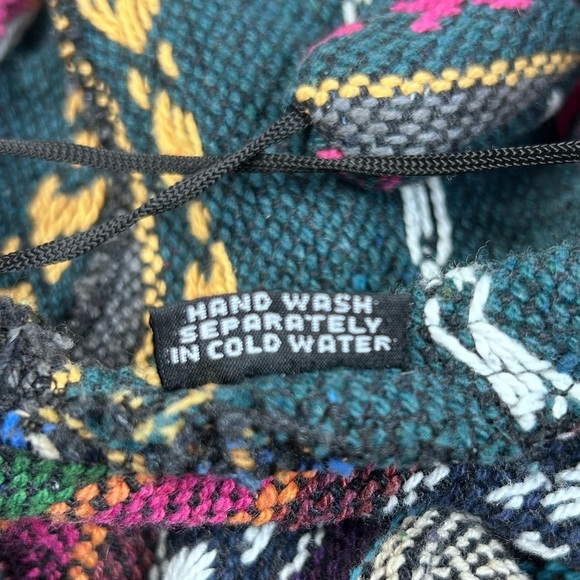 HAND WASH
SEPARATELY
IN COLD WATER